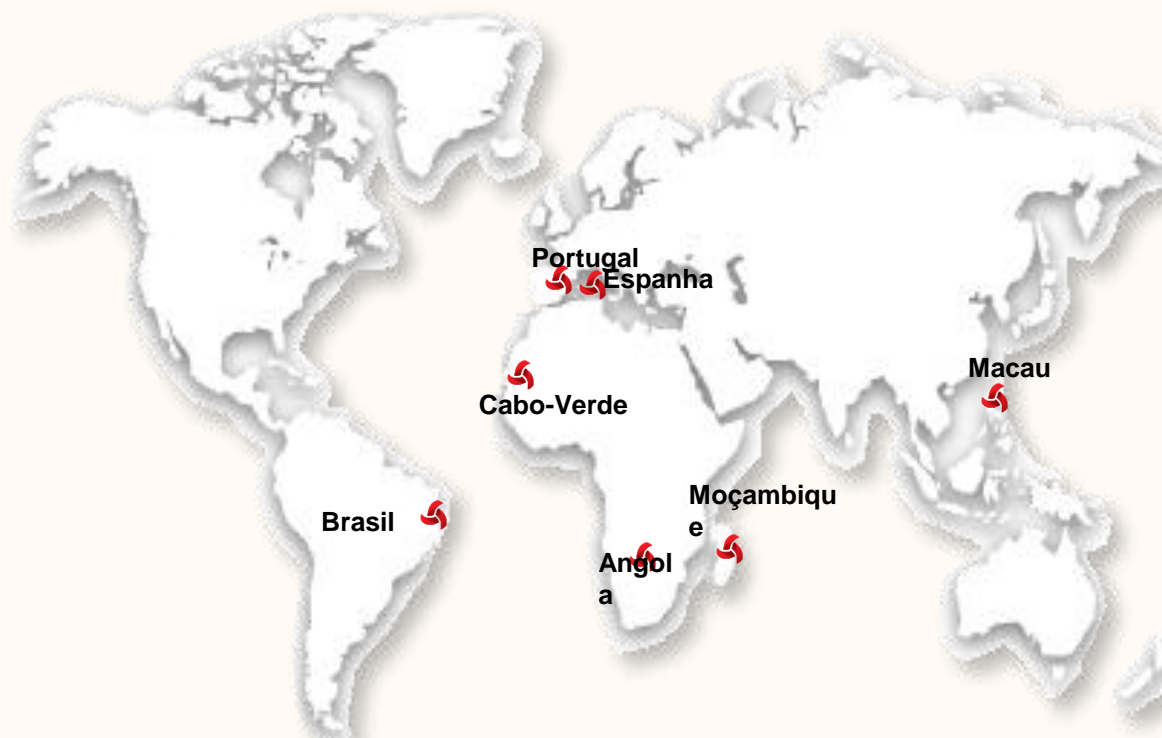 Portugal
Espanha
Macau
Cabo-Verde
Moçambiqu
e
Brasil
Angol
a